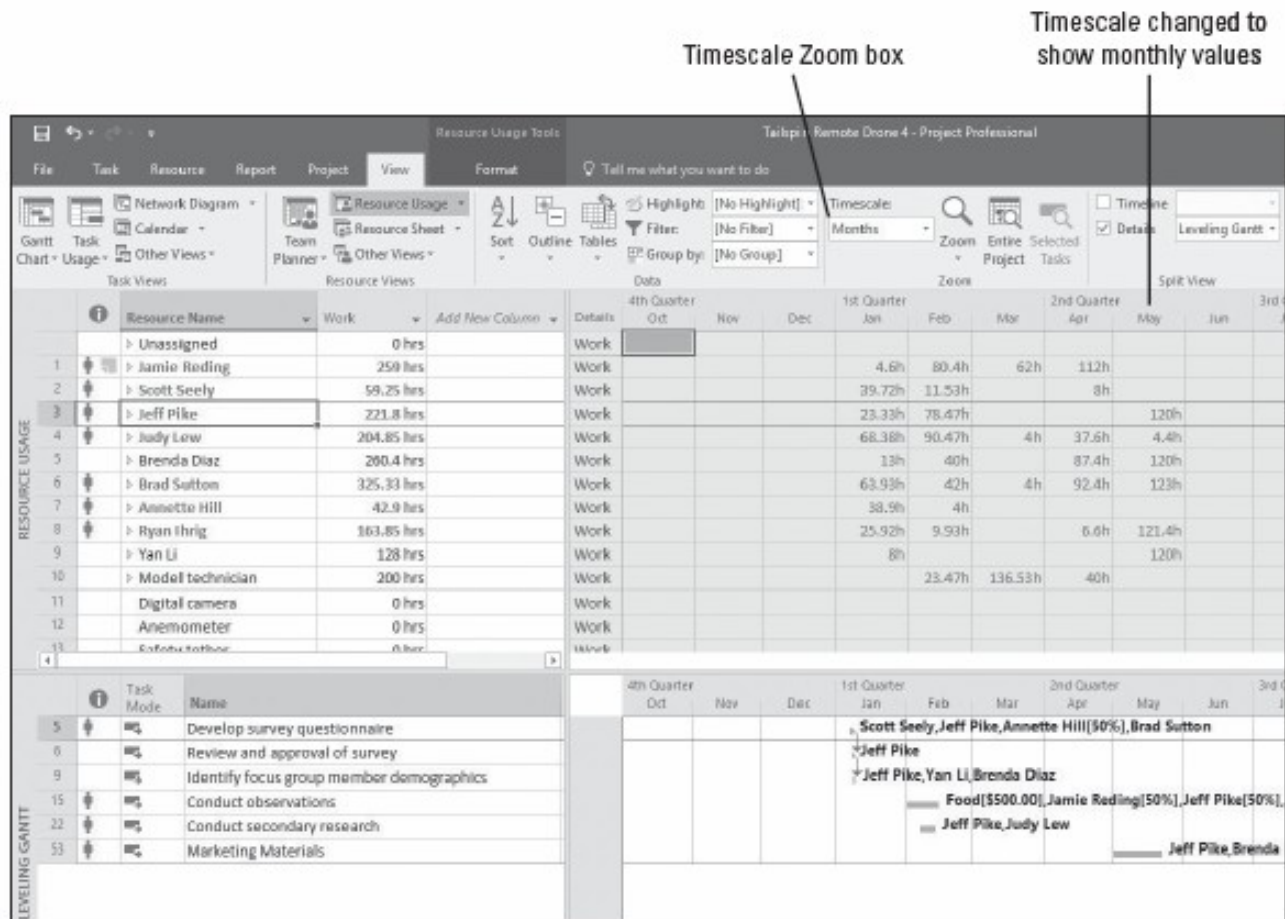 Timescale changed to
show monthly values
Timescale Zoom box
Resource Usage Tools
Tailspin Remote Drone 4 - Project Professional
File Task Resource Report Project View Format Tell me what you want to do
Network Diagram Resource Usage Highlight: [No Highlight] Timescale: Timeline
Calendar Resource Sheet Filter: [No Filter] Months Details Leveling Gantt
Gantt Chart Task Usage Other Views Team Planner Other Views Sort Outline Tables Group by: [No Group] Zoom Entire Project Selected Tasks
Task Views Resource Views Data Zoom Split View
4th Quarter 1st Quarter 2nd Quarter
Resource Name Work Add New Column Details Oct Nov Dec Jan Feb Mar Apr May Jun
Unassigned 0 hrs Work
1 Jamie Reding 259 hrs Work 4.6h 80.4h 62h 112h
2 Scott Seely 59.25 hrs Work 39.72h 11.53h 8h
3 Jeff Pike 221.8 hrs Work 23.33h 78.47h 120h
4 Judy Lew 204.85 hrs Work 68.38h 90.47h 4h 37.6h 4.4h
5 Brenda Diaz 260.4 hrs Work 13h 40h 87.4h 120h
6 Brad Sutton 325.33 hrs Work 63.93h 42h 4h 92.4h 123h
7 Annette Hill 42.9 hrs Work 38.9h 4h
8 Ryan Ihrig 163.85 hrs Work 25.92h 9.93h 6.6h 121.4h
9 Yan Li 128 hrs Work 8h 120h
10 Model technician 200 hrs Work 23.47h 136.53h 40h
11 Digital camera 0 hrs Work
12 Anemometer 0 hrs Work
13 Safety tether 0 hrs Work
RESOURCE USAGE
4th Quarter 1st Quarter 2nd Quarter
Task Mode Name Oct Nov Dec Jan Feb Mar Apr May Jun
5 Develop survey questionnaire Scott Seely,Jeff Pike,Annette Hill[50%],Brad Sutton
6 Review and approval of survey Jeff Pike
9 Identify focus group member demographics Jeff Pike,Yan Li,Brenda Diaz
15 Conduct observations Food[$500.00],Jamie Reding[50%],Jeff Pike[50%],
22 Conduct secondary research Jeff Pike,Judy Lew
53 Marketing Materials Jeff Pike,Brenda
LEVELING GANTT